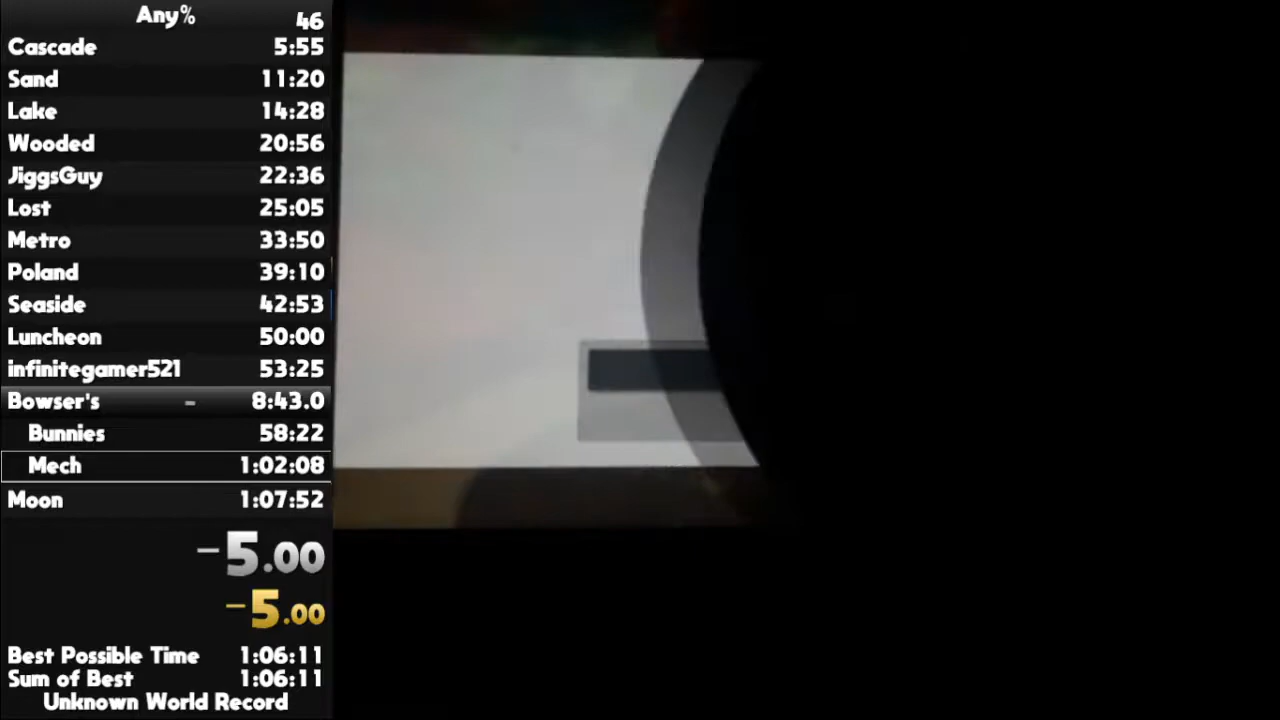 Any%
46
Cascade 5:55
Sand 11:20
Lake 14:28
Wooded 20:56
JiggsGuy 22:36
Lost 25:05
Metro 33:50
Poland 39:10
Seaside 42:53
Luncheon 50:00
infinitegamer521 53:25
Bowser's – 8:43.0
Bunnies 58:22
Mech 1:02:08
Moon 1:07:52
–5.00
–5.00
Best Possible Time 1:06:11
Sum of Best 1:06:11
Unknown World Record